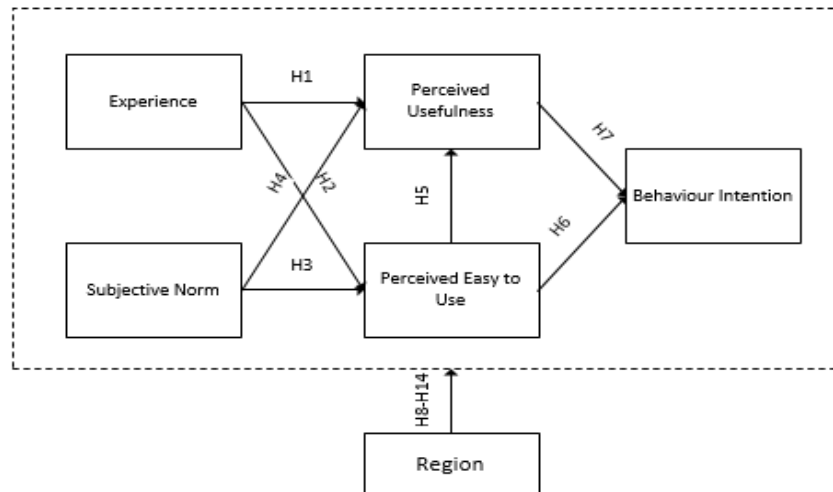 H1
Experience
Perceived
Usefulness
H4
H2
H7
H5
Behaviour Intention
H6
H3
Subjective Norm
Perceived Easy to
Use
H8-H14
Region